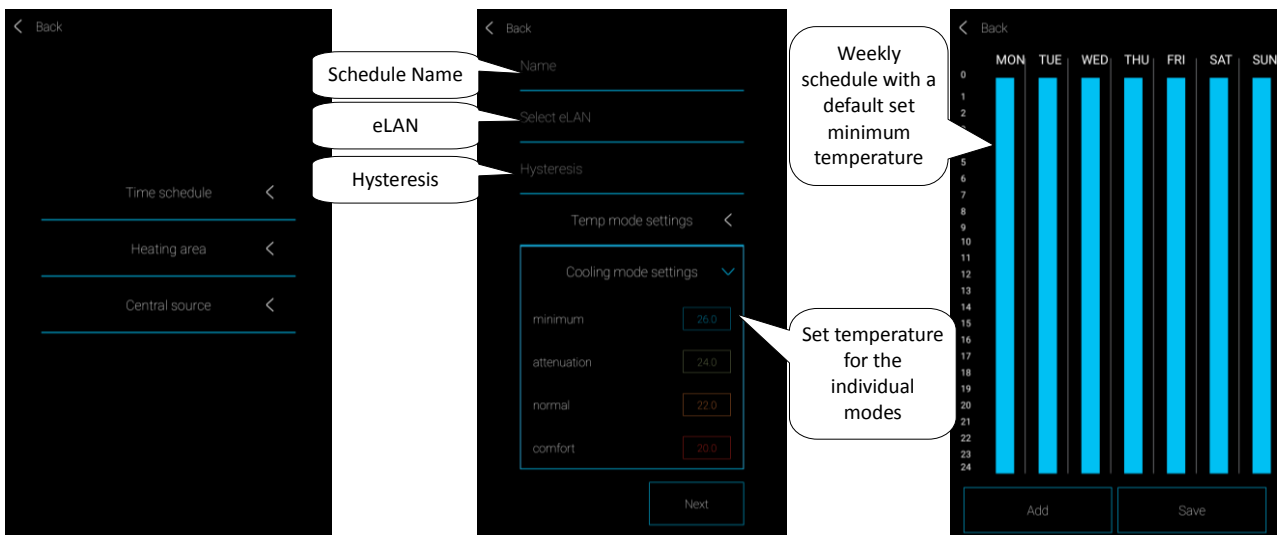 Back
Time schedule
Heating area
Central source
Schedule Name
eLAN
Hysteresis
Back
Name
Select eLAN
Hysteresis
Temp mode settings
Cooling mode settings
minimum 26.0
attenuation 24.0
normal 22.0
comfort 20.0
Next
Weekly
schedule with a
default set
minimum
temperature
Set temperature
for the
individual
modes
Back
MON TUE WED THU FRI SAT SUN
0
1
2
5
6
7
8
9
10
11
12
13
14
15
16
17
18
19
20
21
22
23
24
Add Save